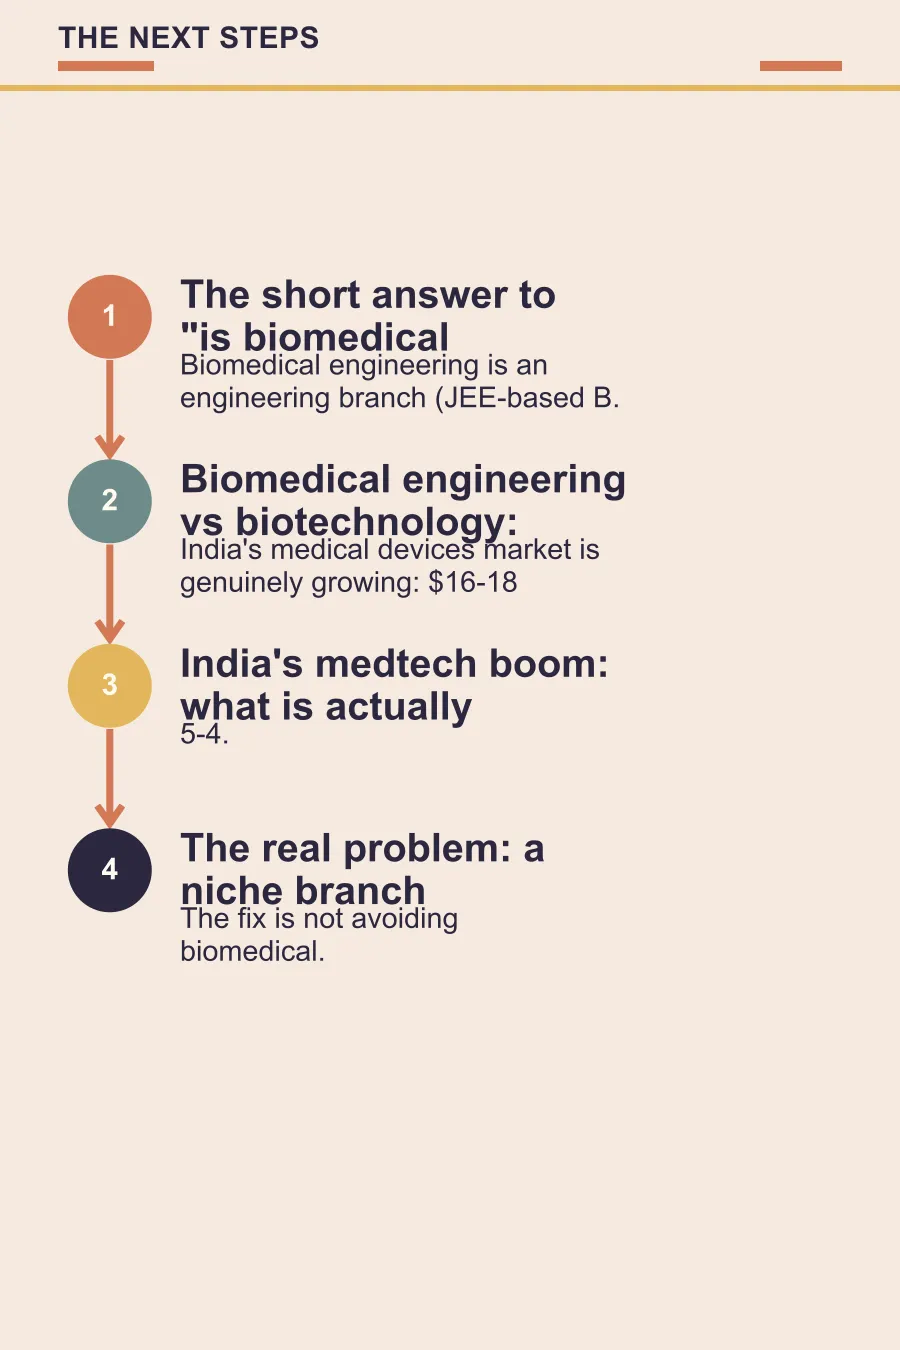 THE NEXT STEPS
1
The short answer to
"is biomedical
Biomedical engineering is an
engineering branch (JEE-based B.
2
Biomedical engineering
vs biotechnology:
India's medical devices market is
genuinely growing: $16-18
3
India's medtech boom:
what is actually
5-4.
4
The real problem: a
niche branch
The fix is not avoiding
biomedical.